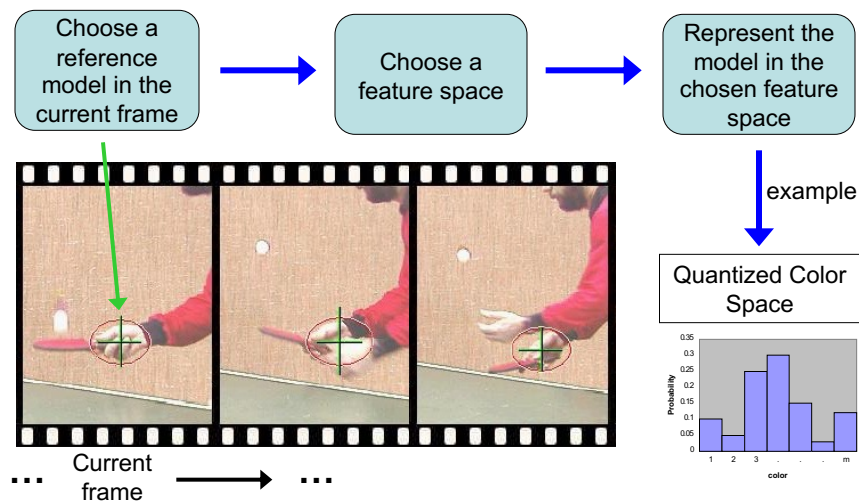 Choose a
reference
model in the
current frame
Choose a
feature space
Represent the
model in the
chosen feature
space
example
Quantized Color
Space
0.35
0.3
0.25
0.2
0.15
0.1
0.05
0
Probability
1 2 3 . . . m
color
... Current
frame
...